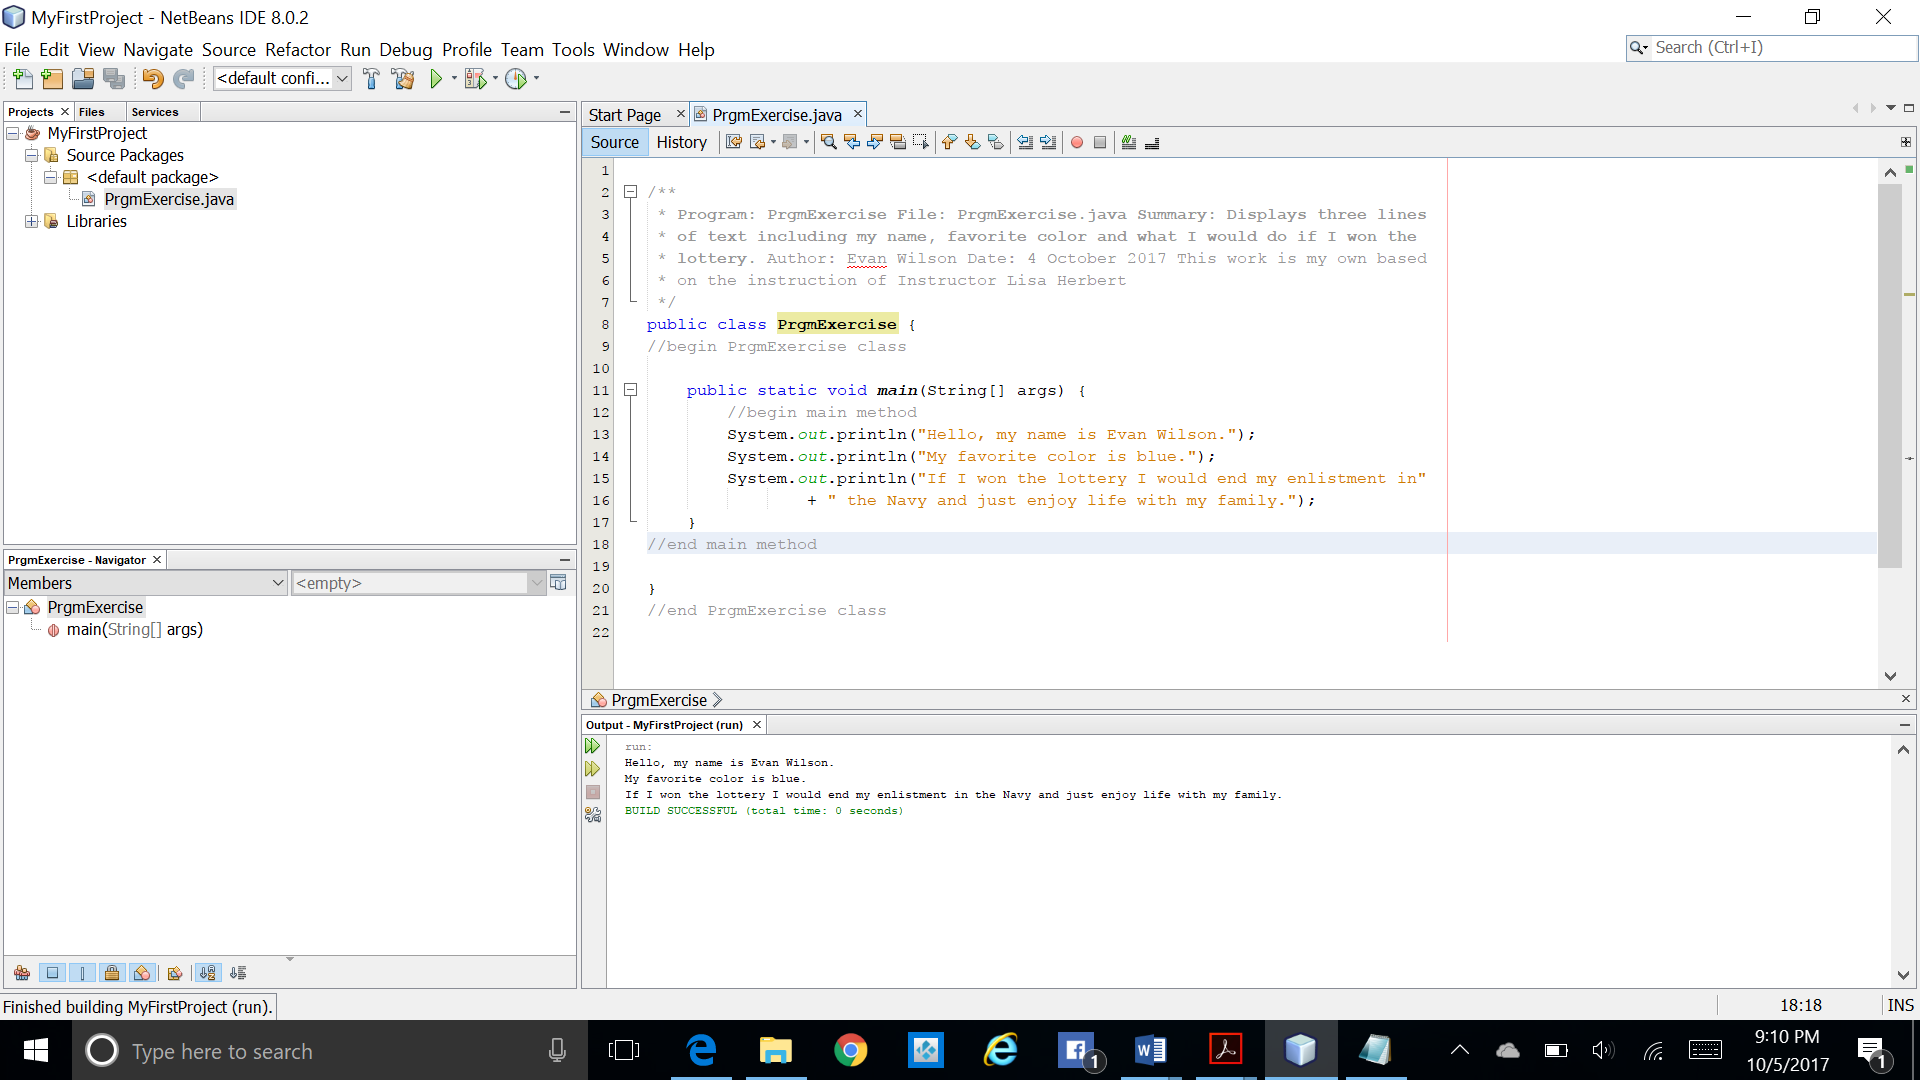 MyFirstProject - NetBeans IDE 8.0.2
File Edit View Navigate Source Refactor Run Debug Profile Team Tools Window Help
Search (Ctrl+I)
<default confi...
Projects Files Services
MyFirstProject
Source Packages
<default package>
PrgmExercise.java
Libraries
PrgmExercise - Navigator
Members <empty>
PrgmExercise
main(String[] args)
Start Page PrgmExercise.java
Source History
1
2 /**
3 * Program: PrgmExercise File: PrgmExercise.java Summary: Displays three lines
4 * of text including my name, favorite color and what I would do if I won the
5 * lottery. Author: Evan Wilson Date: 4 October 2017 This work is my own based
6 * on the instruction of Instructor Lisa Herbert
7 */
8 public class PrgmExercise {
9 //begin PrgmExercise class
10
11 public static void main(String[] args) {
12 //begin main method
13 System.out.println("Hello, my name is Evan Wilson.");
14 System.out.println("My favorite color is blue.");
15 System.out.println("If I won the lottery I would end my enlistment in"
16 + " the Navy and just enjoy life with my family.");
17 }
18 //end main method
19
20 }
21 //end PrgmExercise class
22
PrgmExercise
Output - MyFirstProject (run)
run:
Hello, my name is Evan Wilson.
My favorite color is blue.
If I won the lottery I would end my enlistment in the Navy and just enjoy life with my family.
BUILD SUCCESSFUL (total time: 0 seconds)
Finished building MyFirstProject (run).
18:18 INS
Type here to search
1
9:10 PM
10/5/2017
1